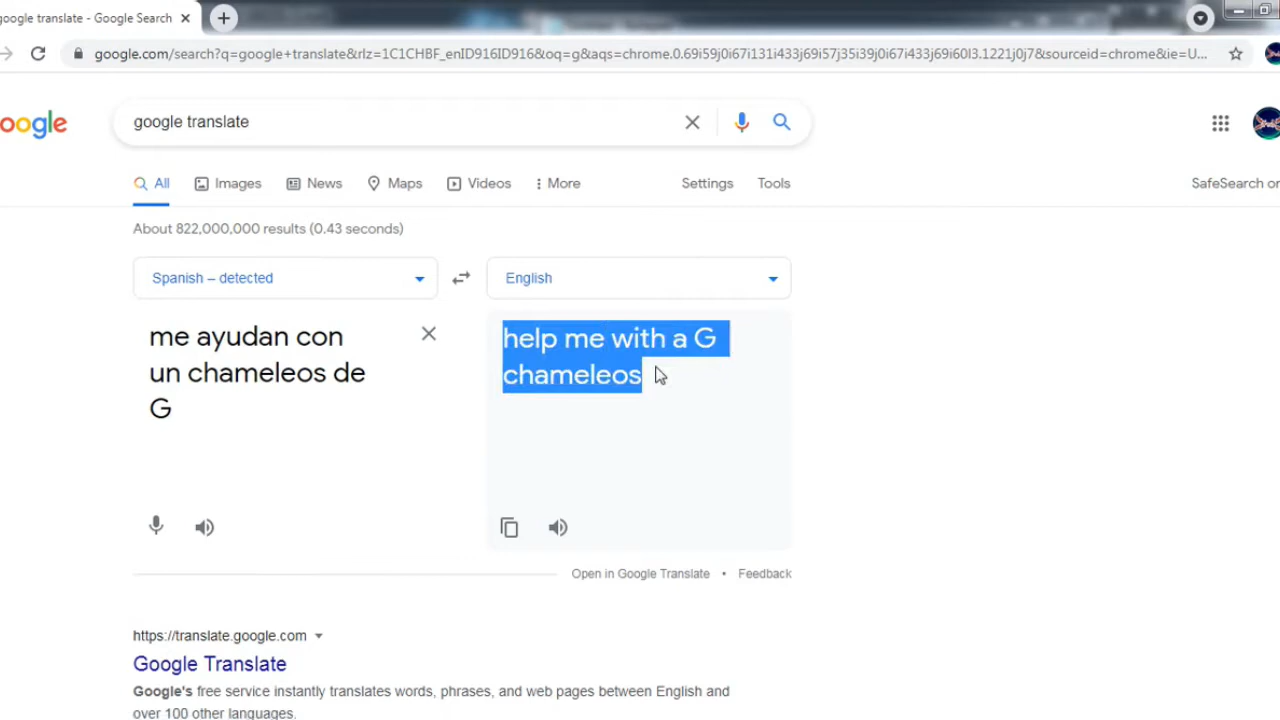 google translate - Google Search
google.com/search?q=google+translate&rlz=1C1CHBF_enID916ID916&oq=g&aqs=chrome.0.69i59j0i67i131i433j69i57j35i39j0i67i433j69i60l3.1221j0j7&sourceid=chrome&ie=U...
oogle
google translate
All Images News Maps Videos More Settings Tools SafeSearch on
About 822,000,000 results (0.43 seconds)
Spanish – detected
English
me ayudan con
un chameleos de
G
help me with a G
chameleos
Open in Google Translate • Feedback
https://translate.google.com
Google Translate
Google's free service instantly translates words, phrases, and web pages between English and
over 100 other languages.